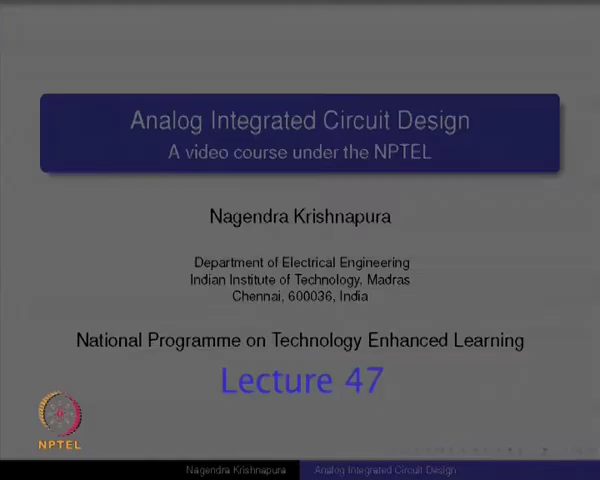 Analog Integrated Circuit Design
A video course under the NPTEL
Nagendra Krishnapura
Department of Electrical Engineering
Indian Institute of Technology, Madras
Chennai, 600036, India
National Programme on Technology Enhanced Learning
Lecture 47
NPTEL
Nagendra Krishnapura Analog Integrated Circuit Design